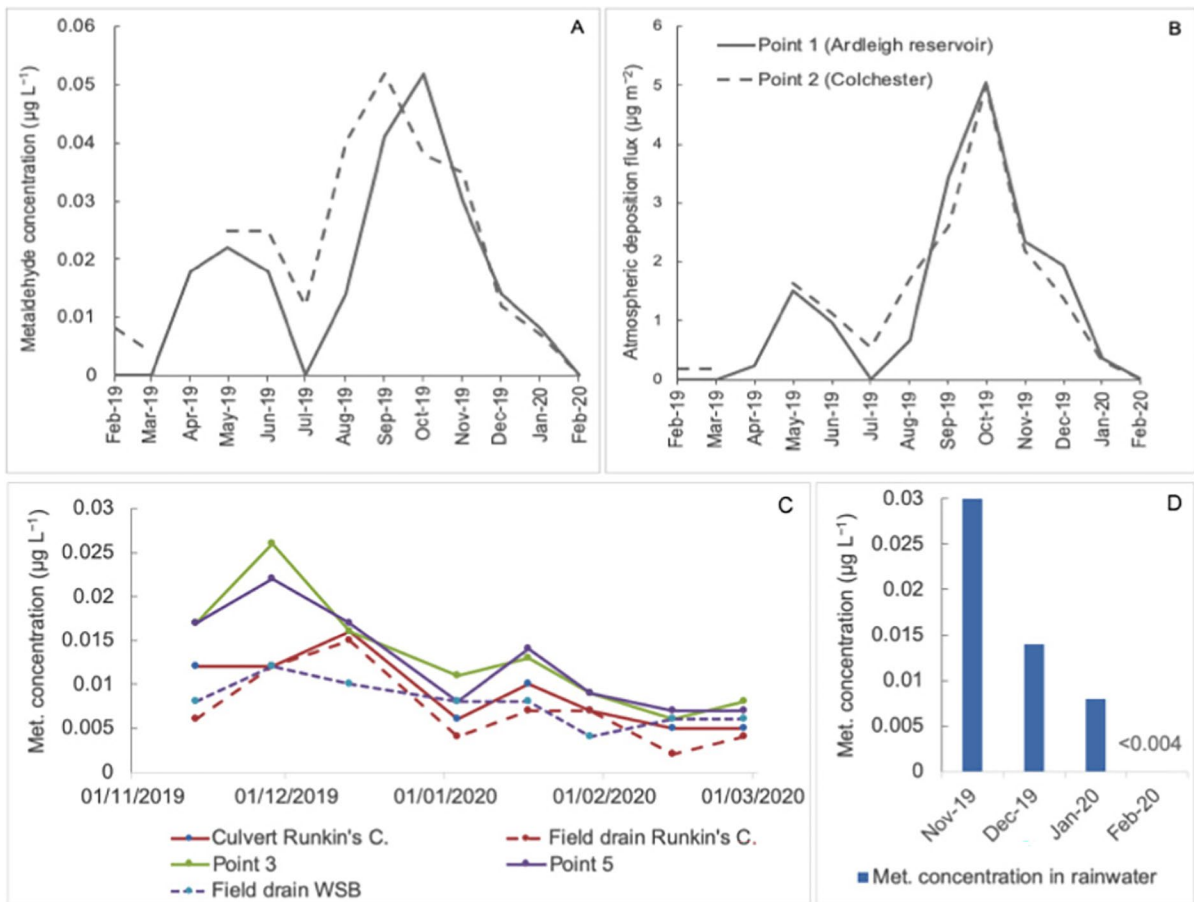 A
Metaldehyde concentration (µg L⁻¹)
0.06
0.05
0.04
0.03
0.02
0.01
0
Feb-19
Mar-19
Apr-19
May-19
Jun-19
Jul-19
Aug-19
Sep-19
Oct-19
Nov-19
Dec-19
Jan-20
Feb-20
B
Point 1 (Ardleigh reservoir)
Point 2 (Colchester)
Atmospheric deposition flux (µg m⁻²)
6
5
4
3
2
1
0
Feb-19
Mar-19
Apr-19
May-19
Jun-19
Jul-19
Aug-19
Sep-19
Oct-19
Nov-19
Dec-19
Jan-20
Feb-20
C
Met. concentration (µg L⁻¹)
0.03
0.025
0.02
0.015
0.01
0.005
0
01/11/2019
01/12/2019
01/01/2020
01/02/2020
01/03/2020
Culvert Runkin's C.
Field drain Runkin's C.
Point 3
Point 5
Field drain WSB
D
Met. concentration (µg L⁻¹)
0.03
0.025
0.02
0.015
0.01
0.005
0
<0.004
Nov-19
Dec-19
Jan-20
Feb-20
Met. concentration in rainwater